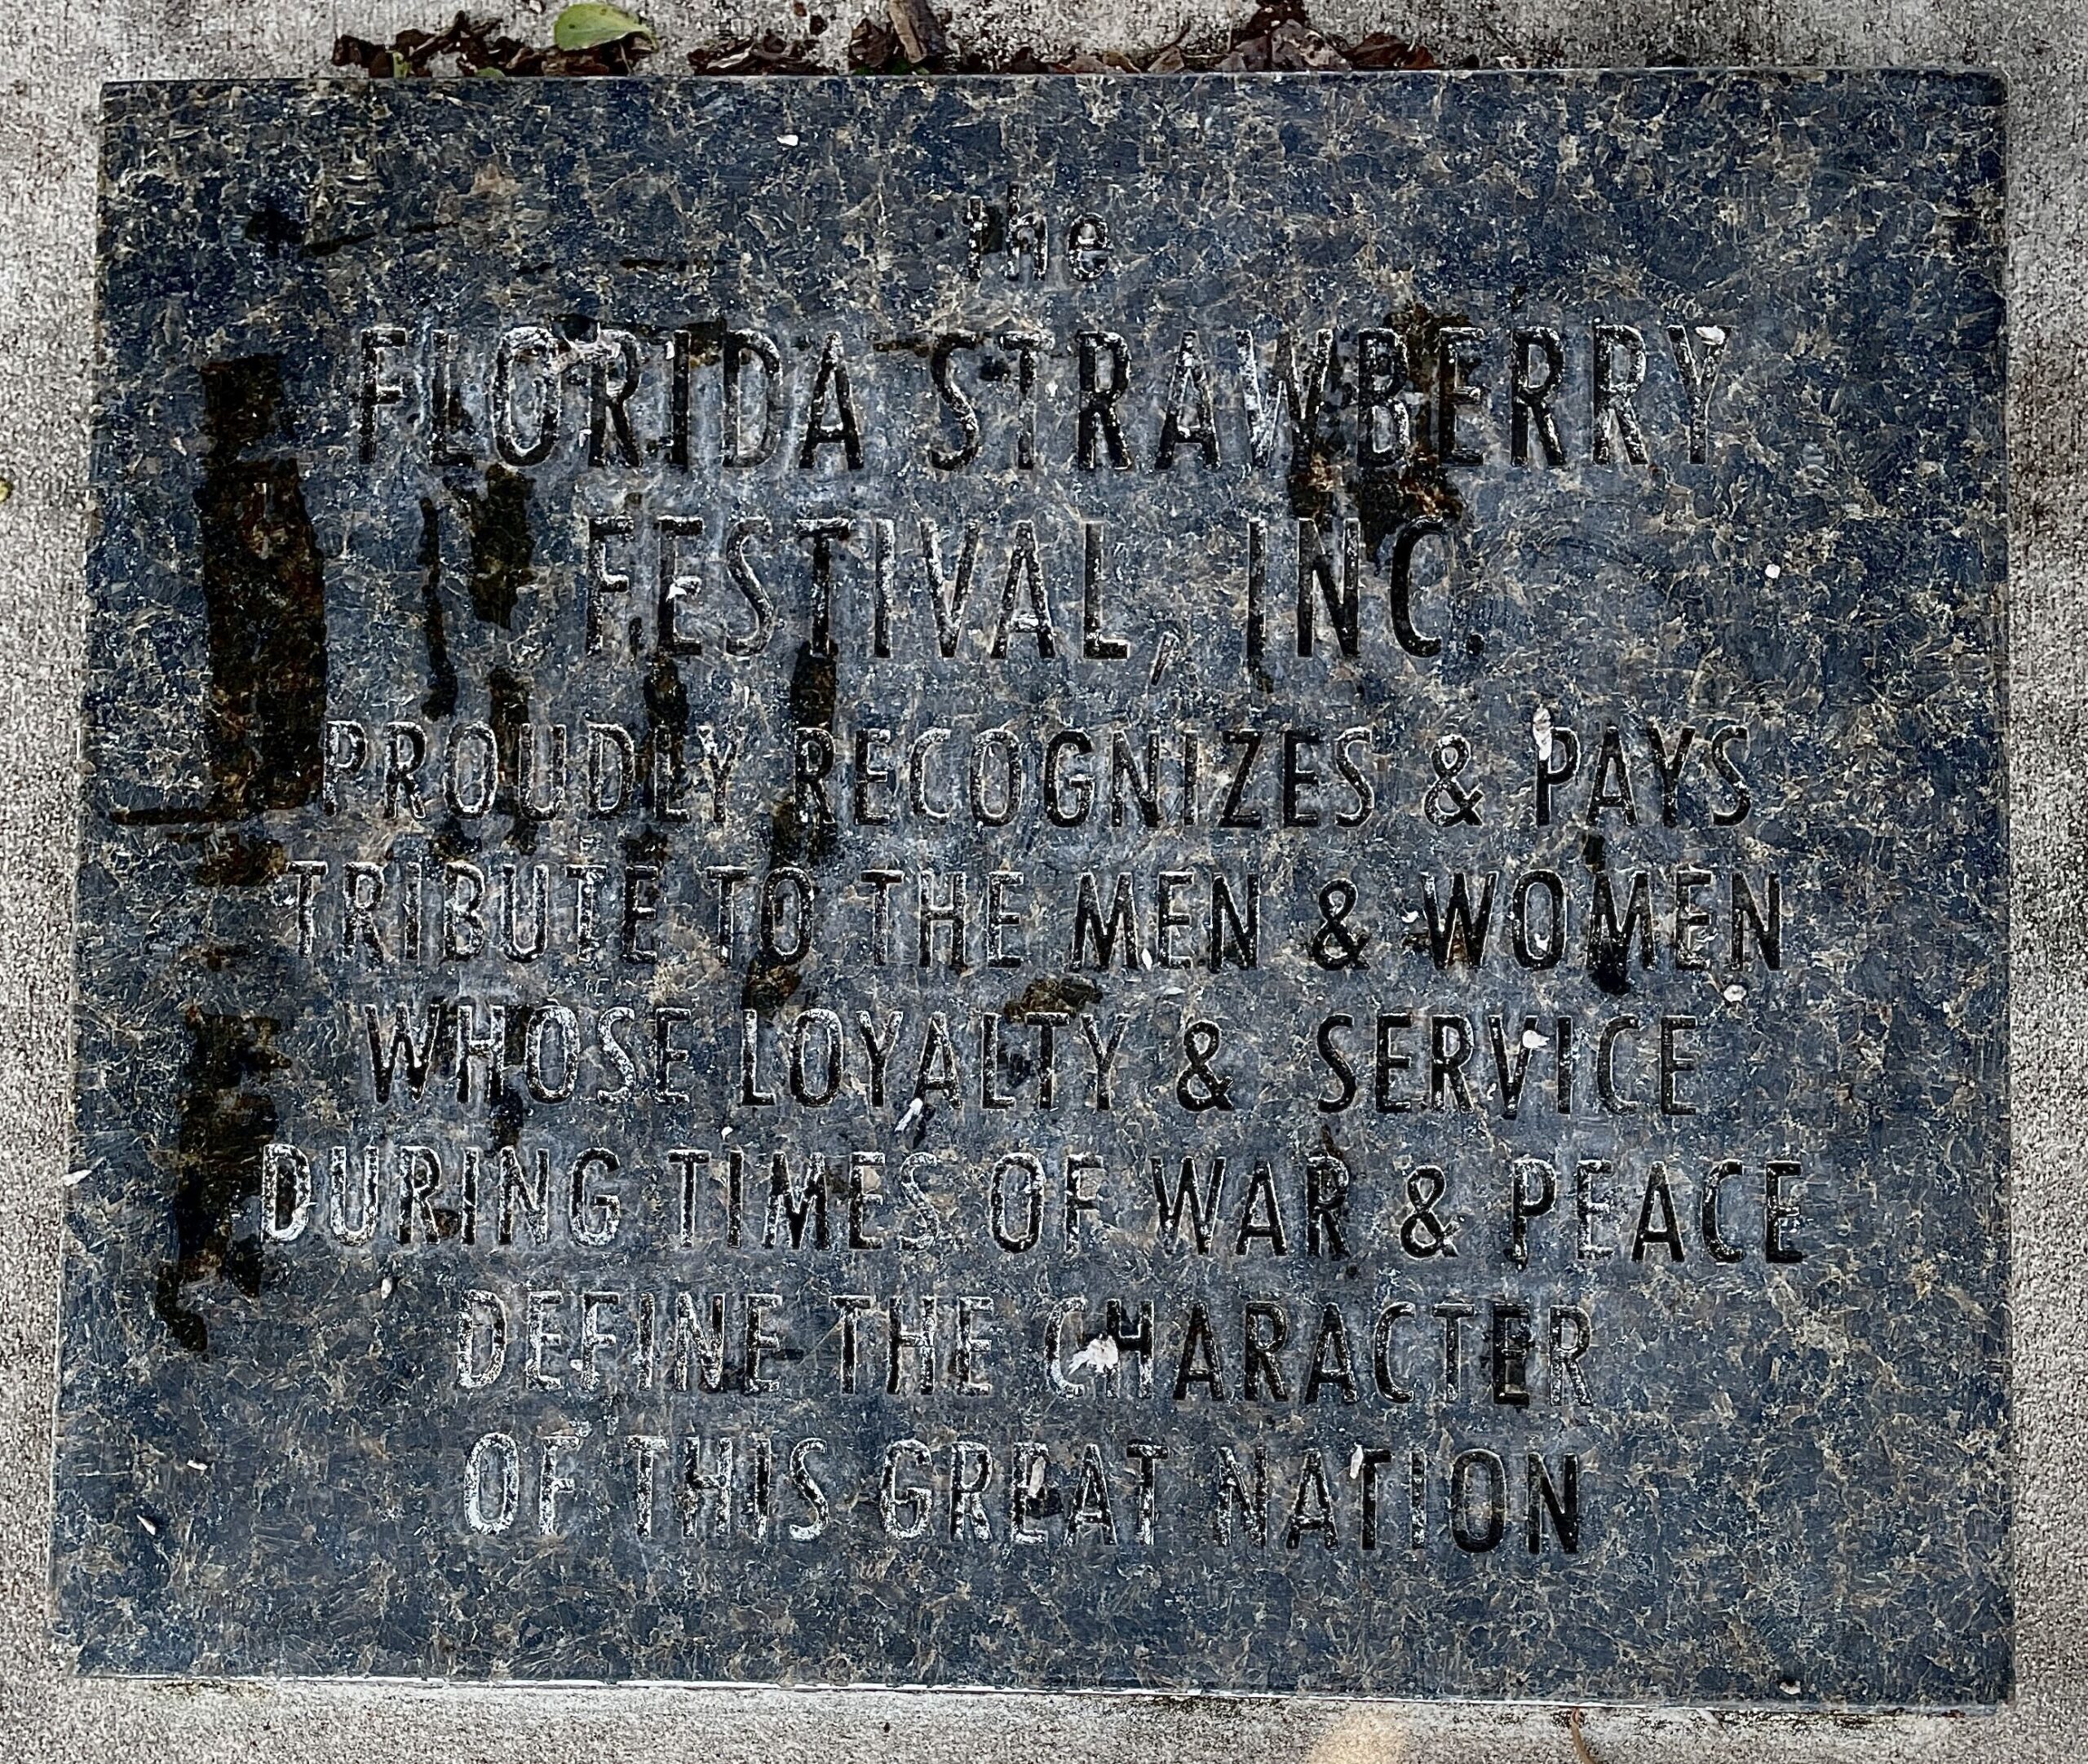 the
FLORIDA STRAWBERRY
FESTIVAL, INC.
PROUDLY RECOGNIZES & PAYS
TRIBUTE TO THE MEN & WOMEN
WHOSE LOYALTY & SERVICE
DURING TIMES OF WAR & PEACE
DEFINE THE CHARACTER
OF THIS GREAT NATION